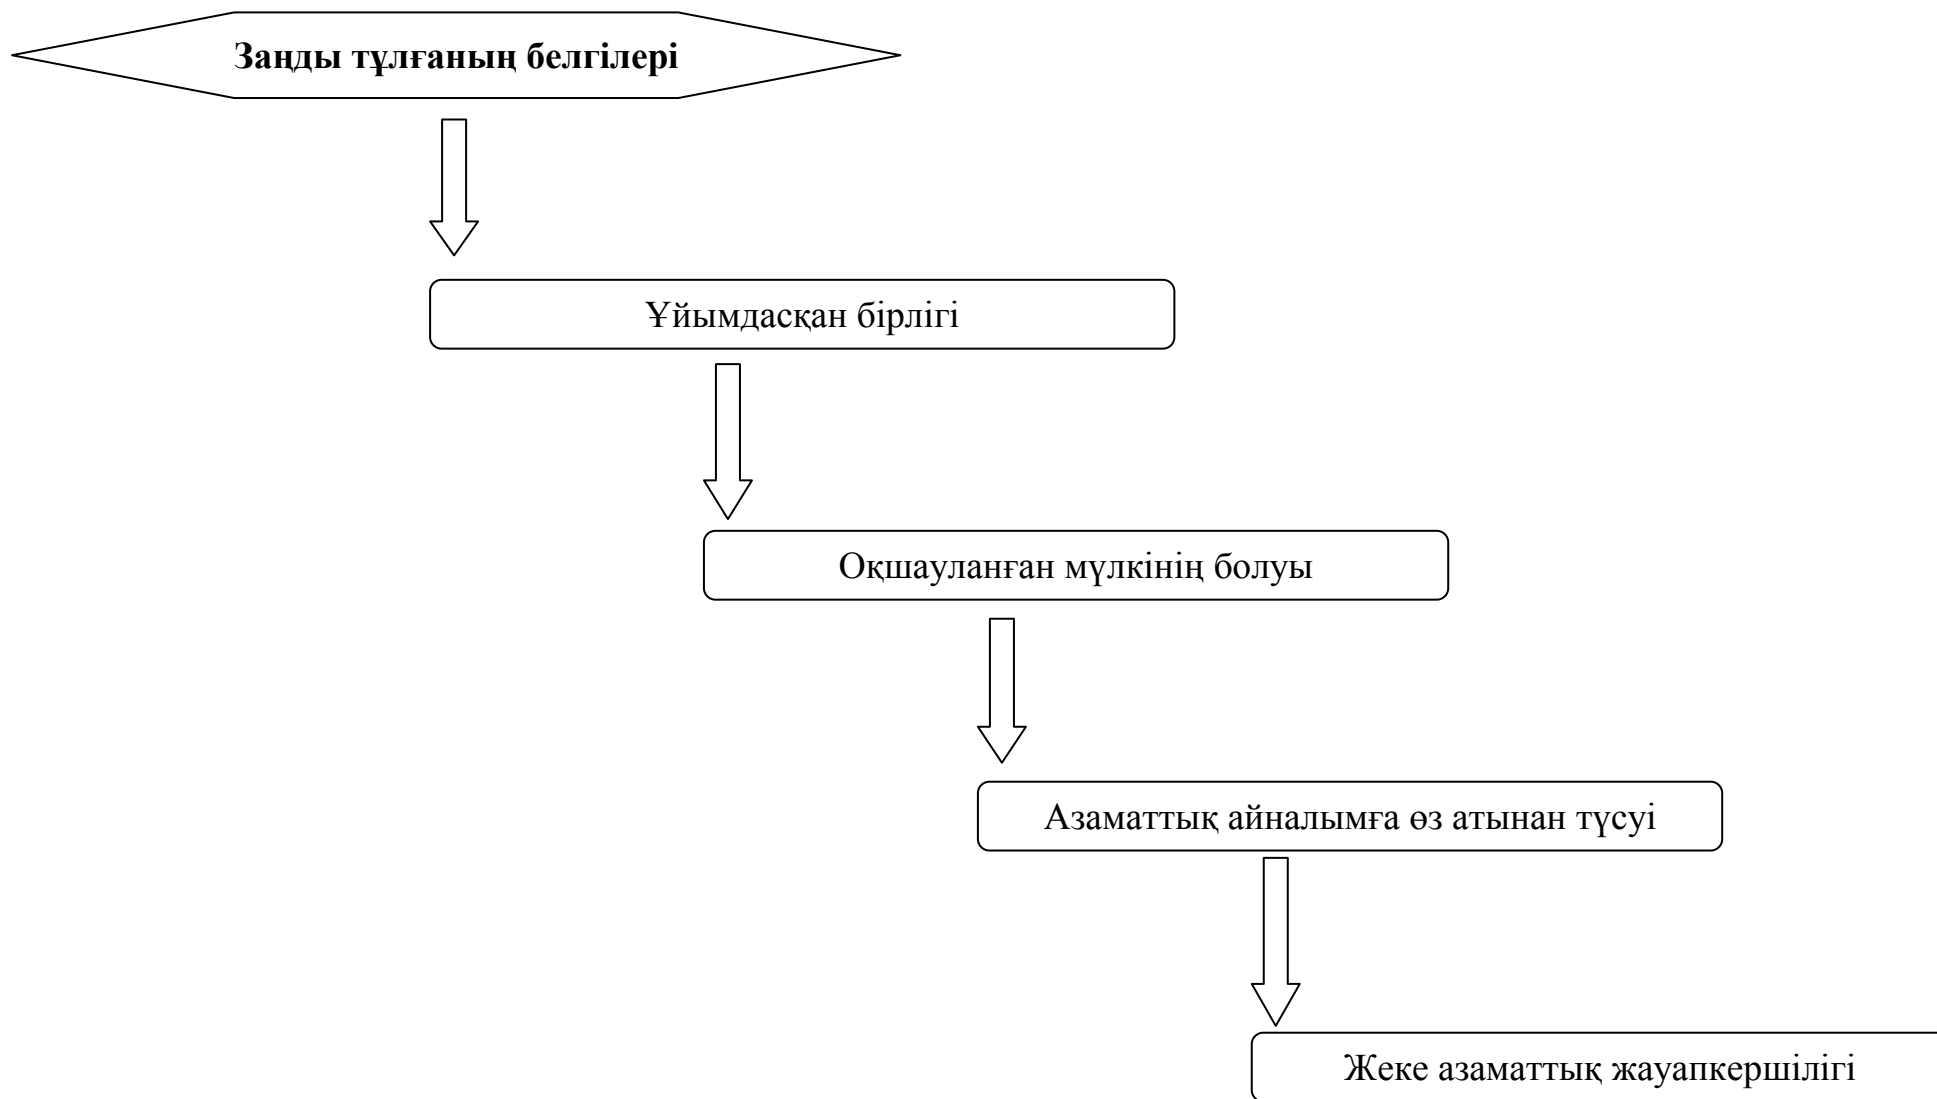 Заңды тұлғаның белгілері
Ұйымдасқан бірлігі
Оқшауланған мүлкінің болуы
Азаматтық айналымға өз атынан түсуі
Жеке азаматтық жауапкершілігі